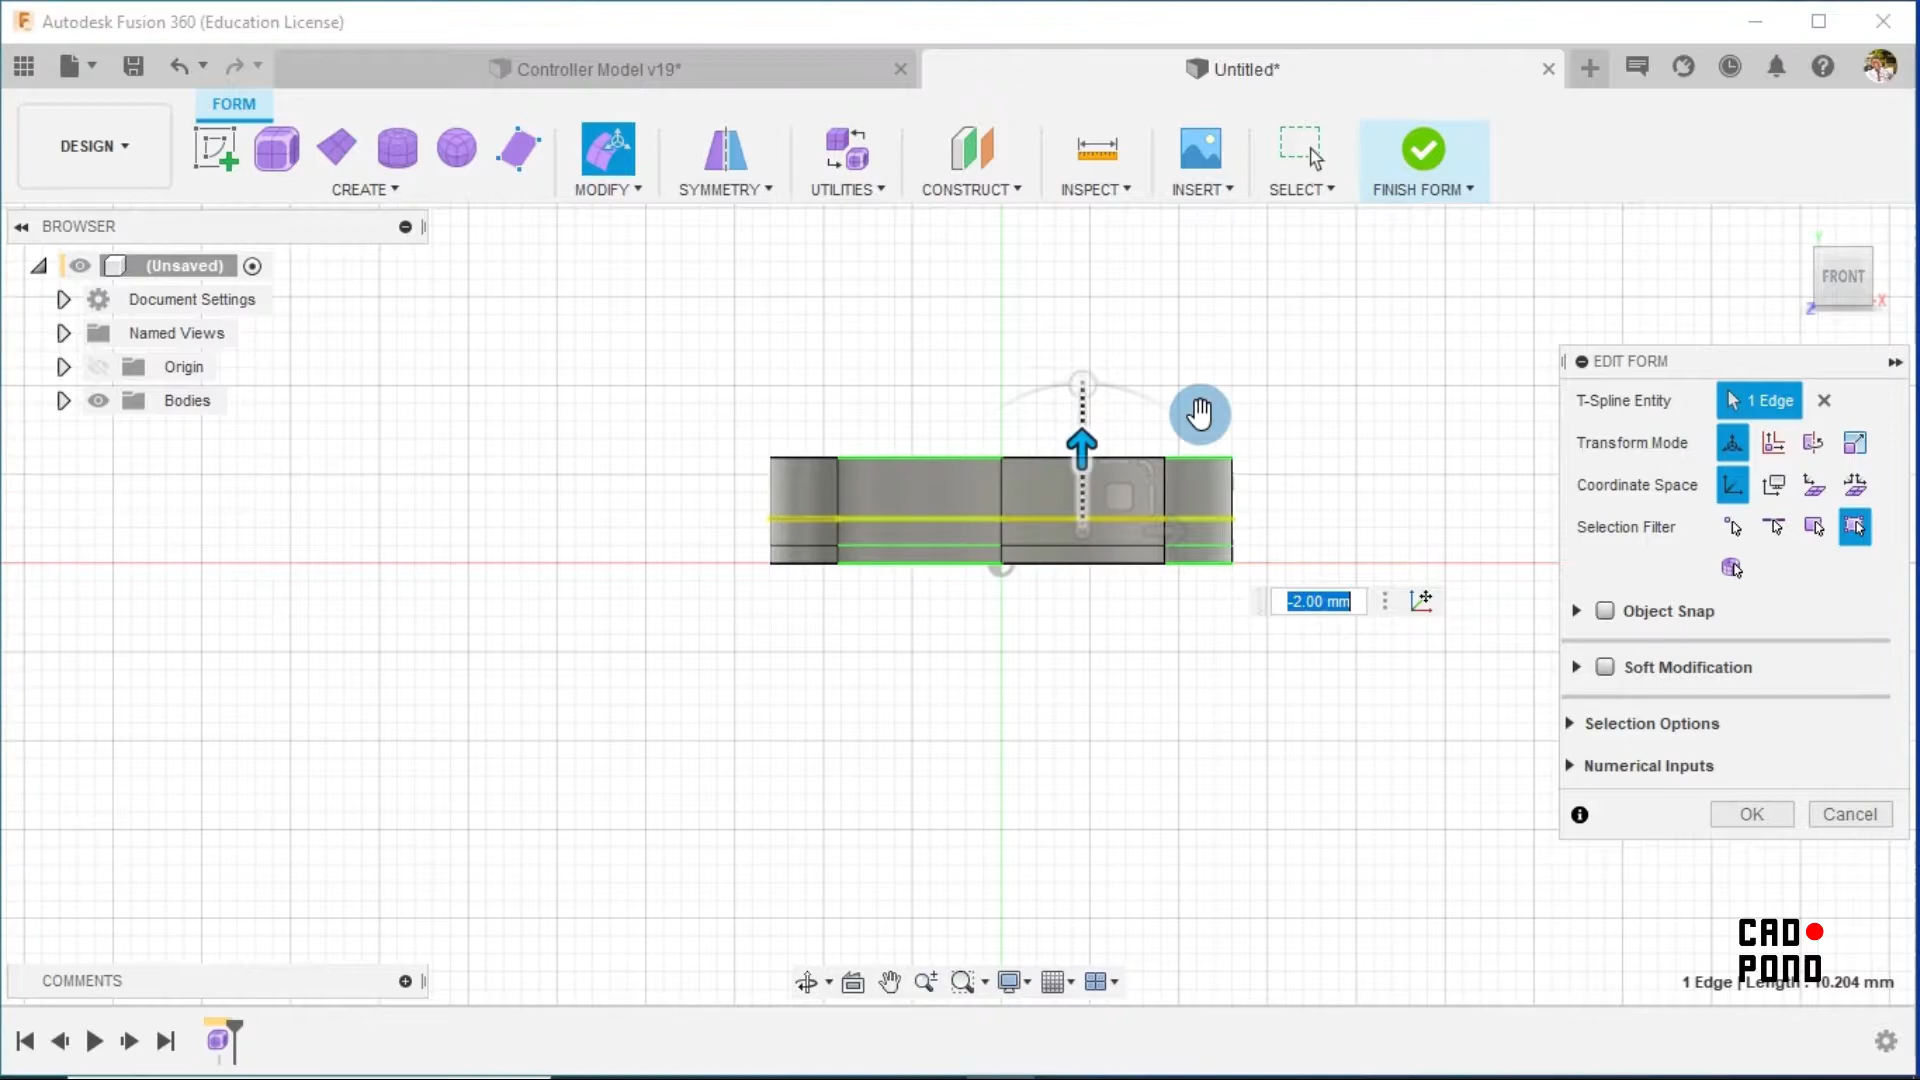 Autodesk Fusion 360 (Education License)
Controller Model v19*
Untitled*
FORM
DESIGN
CREATE
MODIFY
SYMMETRY
UTILITIES
CONSTRUCT
INSPECT
INSERT
SELECT
FINISH FORM
BROWSER
(Unsaved)
Document Settings
Named Views
Origin
Bodies
Y
FRONT
X
Z
EDIT FORM
T-Spline Entity
1 Edge
Transform Mode
Coordinate Space
Selection Filter
-2.00 mm
Object Snap
Soft Modification
Selection Options
Numerical Inputs
OK
Cancel
CAD
POND
COMMENTS
1 Edge | Length : 10.204 mm